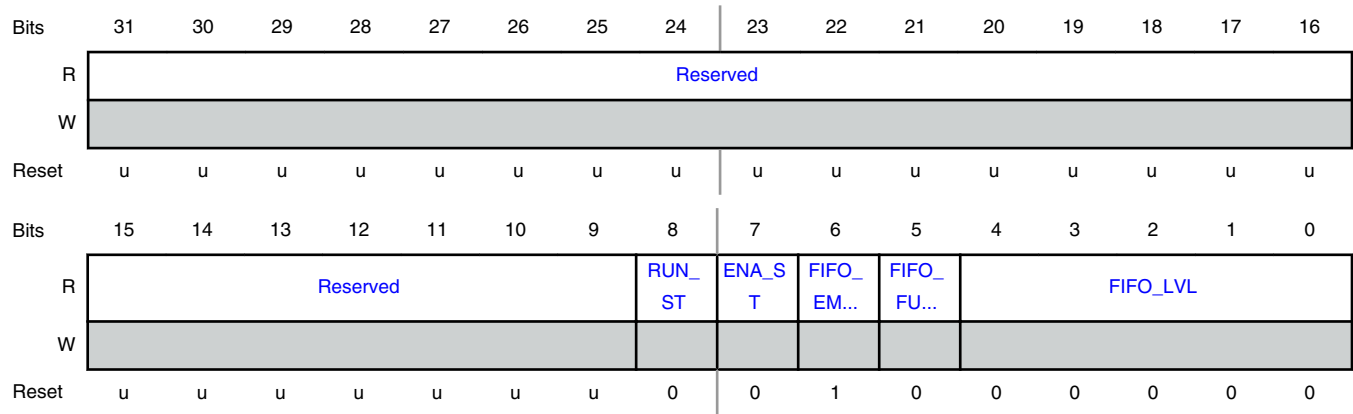 Bits 31 30 29 28 27 26 25 24 23 22 21 20 19 18 17 16
R Reserved
W
Reset u u u u u u u u u u u u u u u u
Bits 15 14 13 12 11 10 9 8 7 6 5 4 3 2 1 0
R Reserved RUN_ ENA_S FIFO_ FIFO_ FIFO_LVL
ST T EM... FU...
W
Reset u u u u u u u 0 0 1 0 0 0 0 0 0